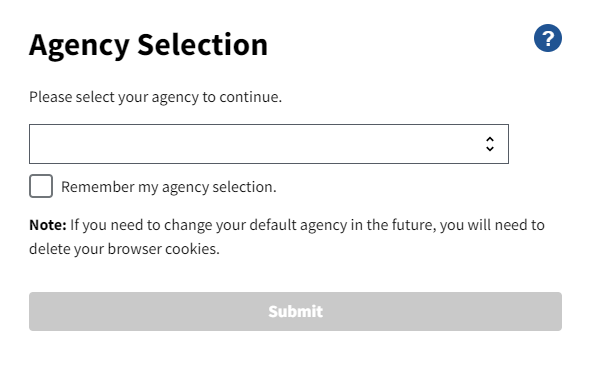 Agency Selection
?
Please select your agency to continue.
Remember my agency selection.
Note: If you need to change your default agency in the future, you will need to
delete your browser cookies.
Submit